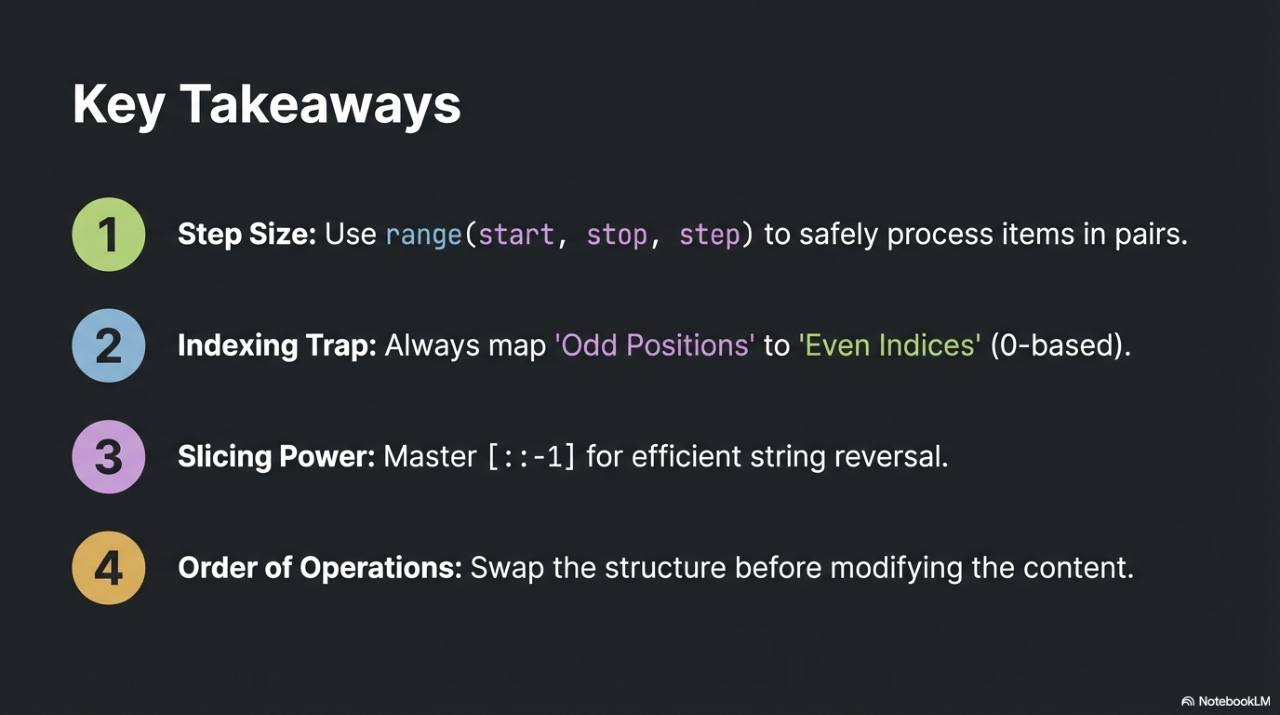 Key Takeaways
1 Step Size: Use range(start, stop, step) to safely process items in pairs.
2 Indexing Trap: Always map 'Odd Positions' to 'Even Indices' (0-based).
3 Slicing Power: Master [::-1] for efficient string reversal.
4 Order of Operations: Swap the structure before modifying the content.
NotebookLM